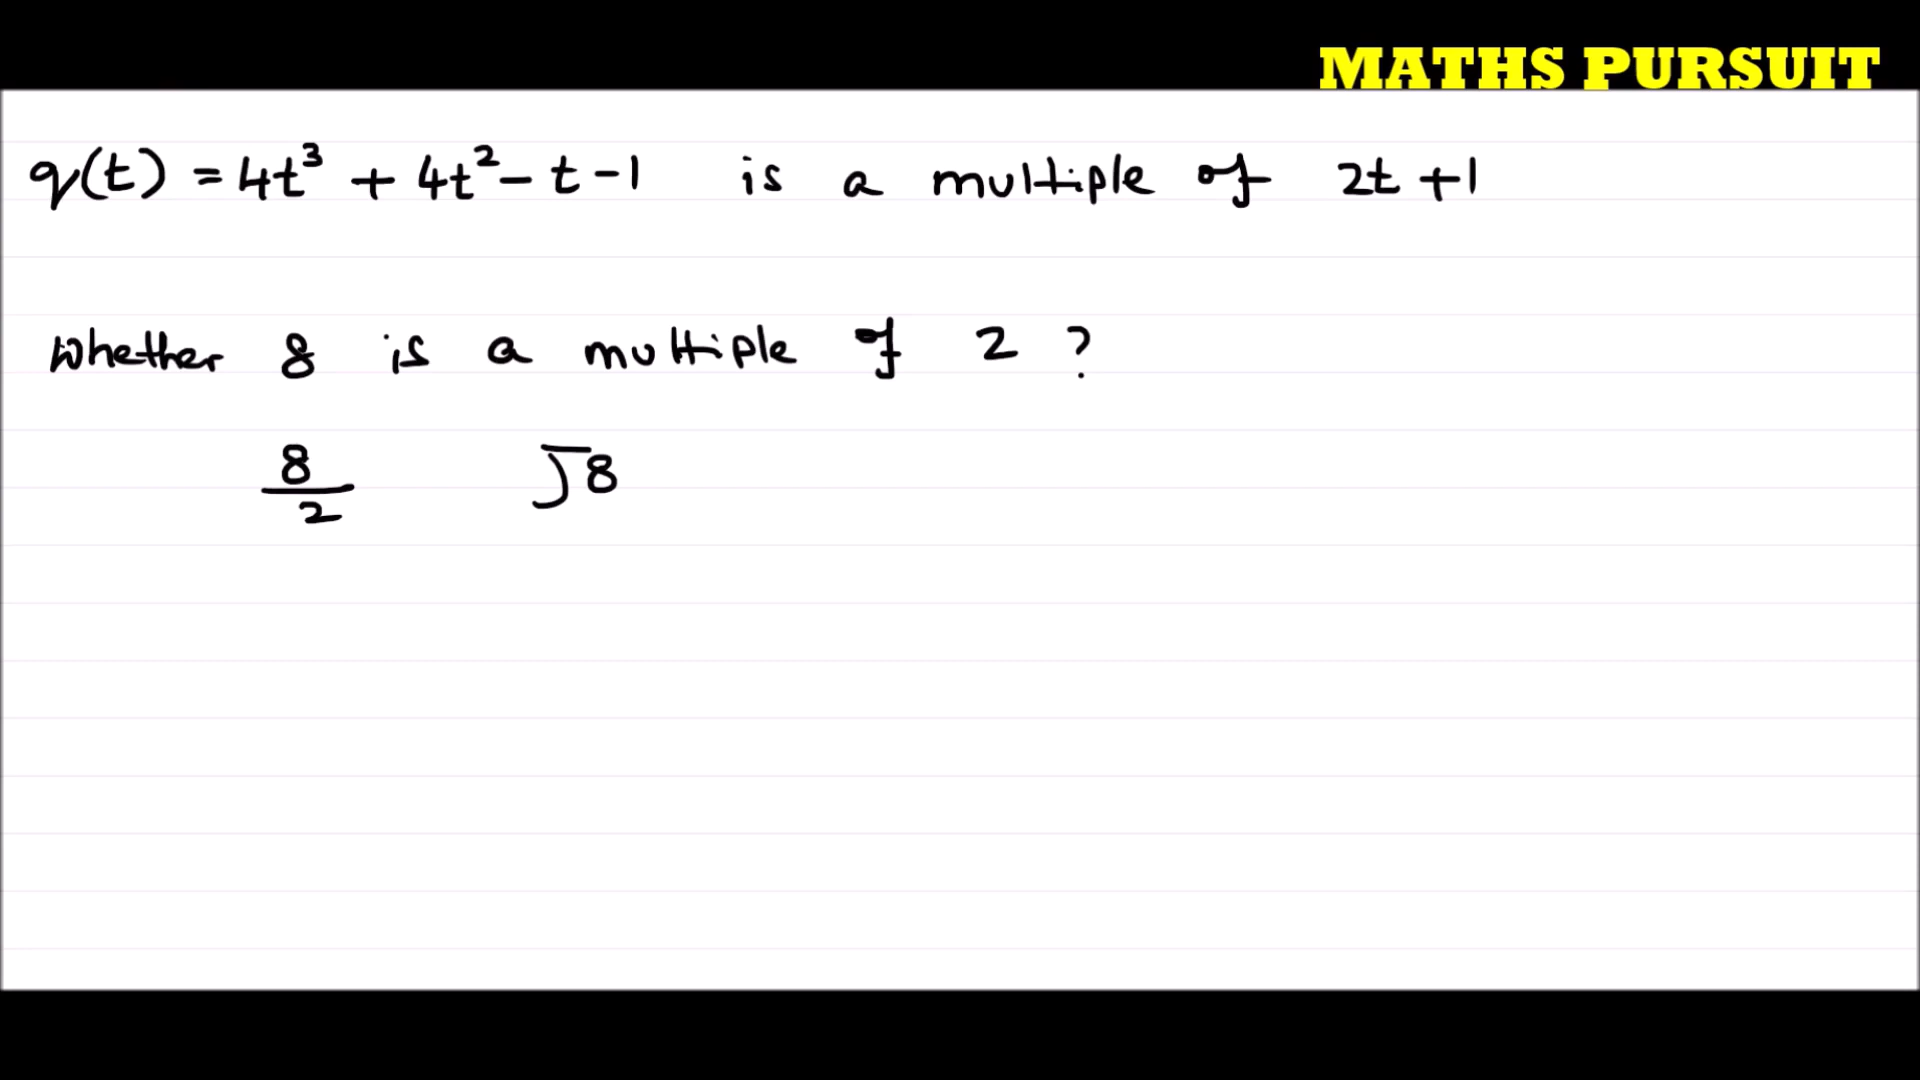 MATHS PURSUIT
q(t) = 4t³ + 4t² - t - 1 is a multiple of 2t + 1
Whether 8 is a multiple of 2 ?
8/2 ⟌8